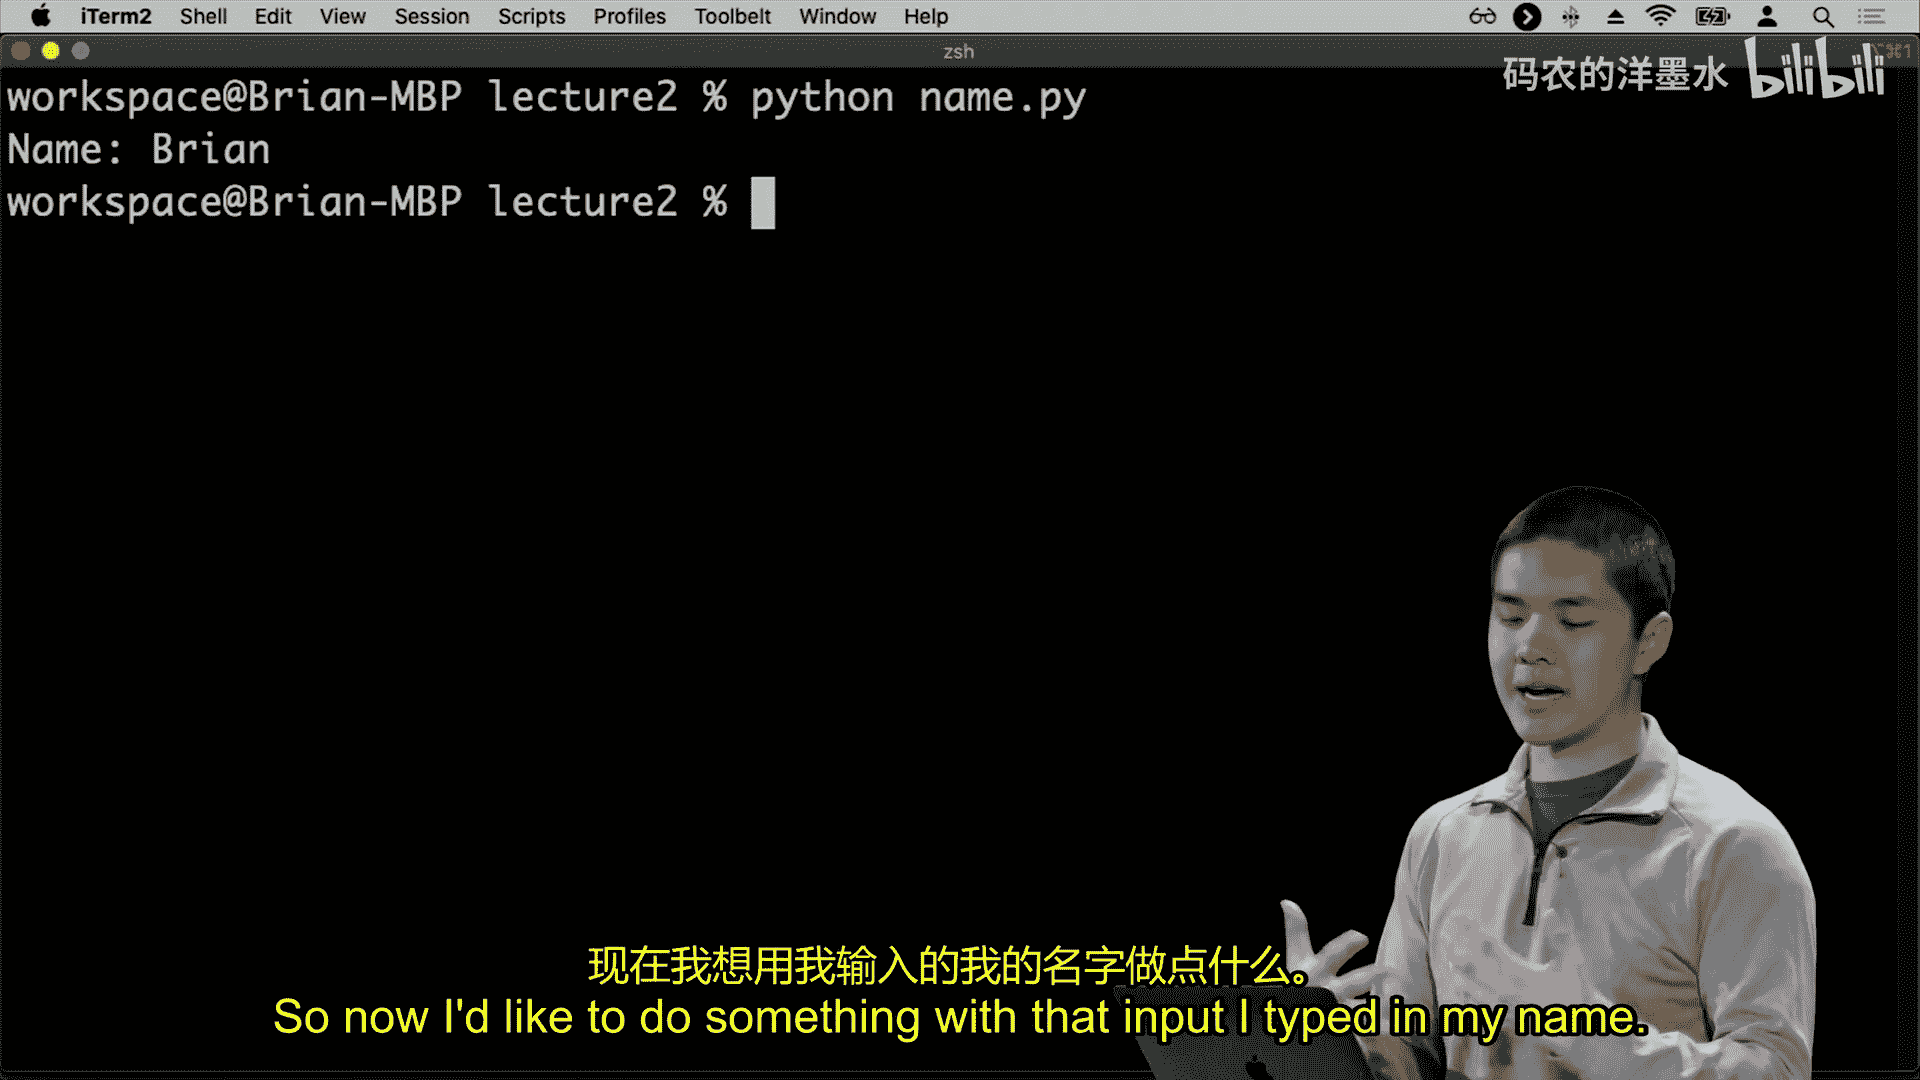 iTerm2 Shell Edit View Session Scripts Profiles Toolbelt Window Help
zsh
⌘1
码农的洋墨水 bilibili
workspace@Brian-MBP lecture2 % python name.py
Name: Brian
workspace@Brian-MBP lecture2 %
现在我想用我输入的我的名字做点什么。
So now I'd like to do something with that input I typed in my name.